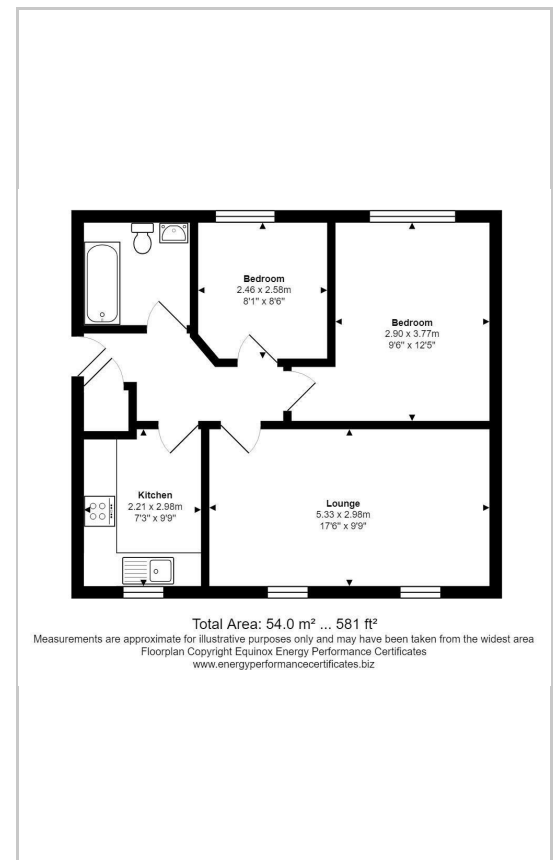 Bedroom
2.46 x 2.58m
8'1" x 8'6"
Bedroom
2.90 x 3.77m
9'6" x 12'5"
Kitchen
2.21 x 2.98m
7'3" x 9'9"
Lounge
5.33 x 2.98m
17'6" x 9'9"
Total Area: 54.0 m² ... 581 ft²
Measurements are approximate for illustrative purposes only and may have been taken from the widest area
Floorplan Copyright Equinox Energy Performance Certificates
www.energyperformancecertificates.biz